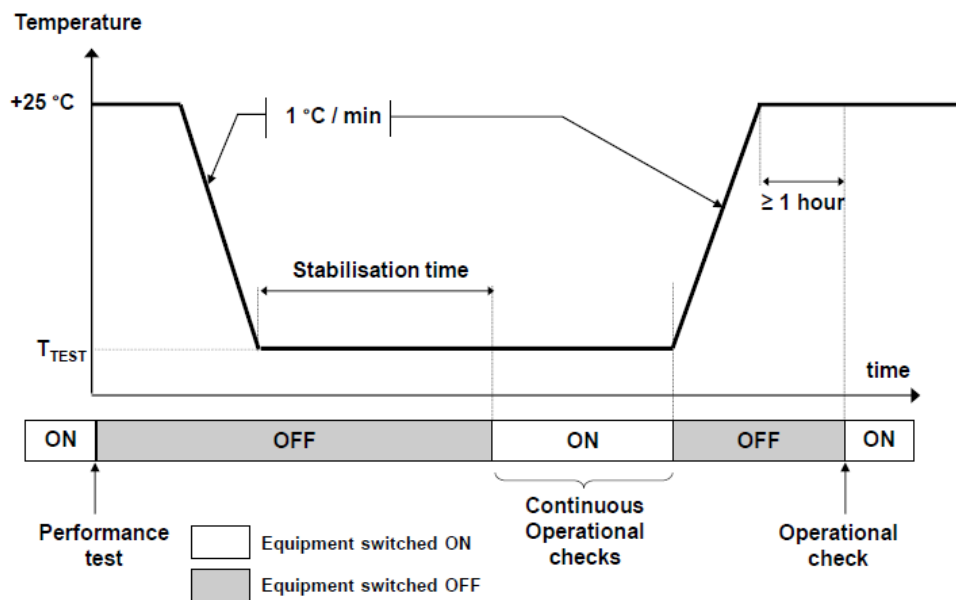 Temperature
+25 °C
1 °C / min
≥ 1 hour
Stabilisation time
T_TEST
time
ON
OFF
ON
OFF
ON
Performance
test
Continuous
Operational
checks
Operational
check
Equipment switched ON
Equipment switched OFF